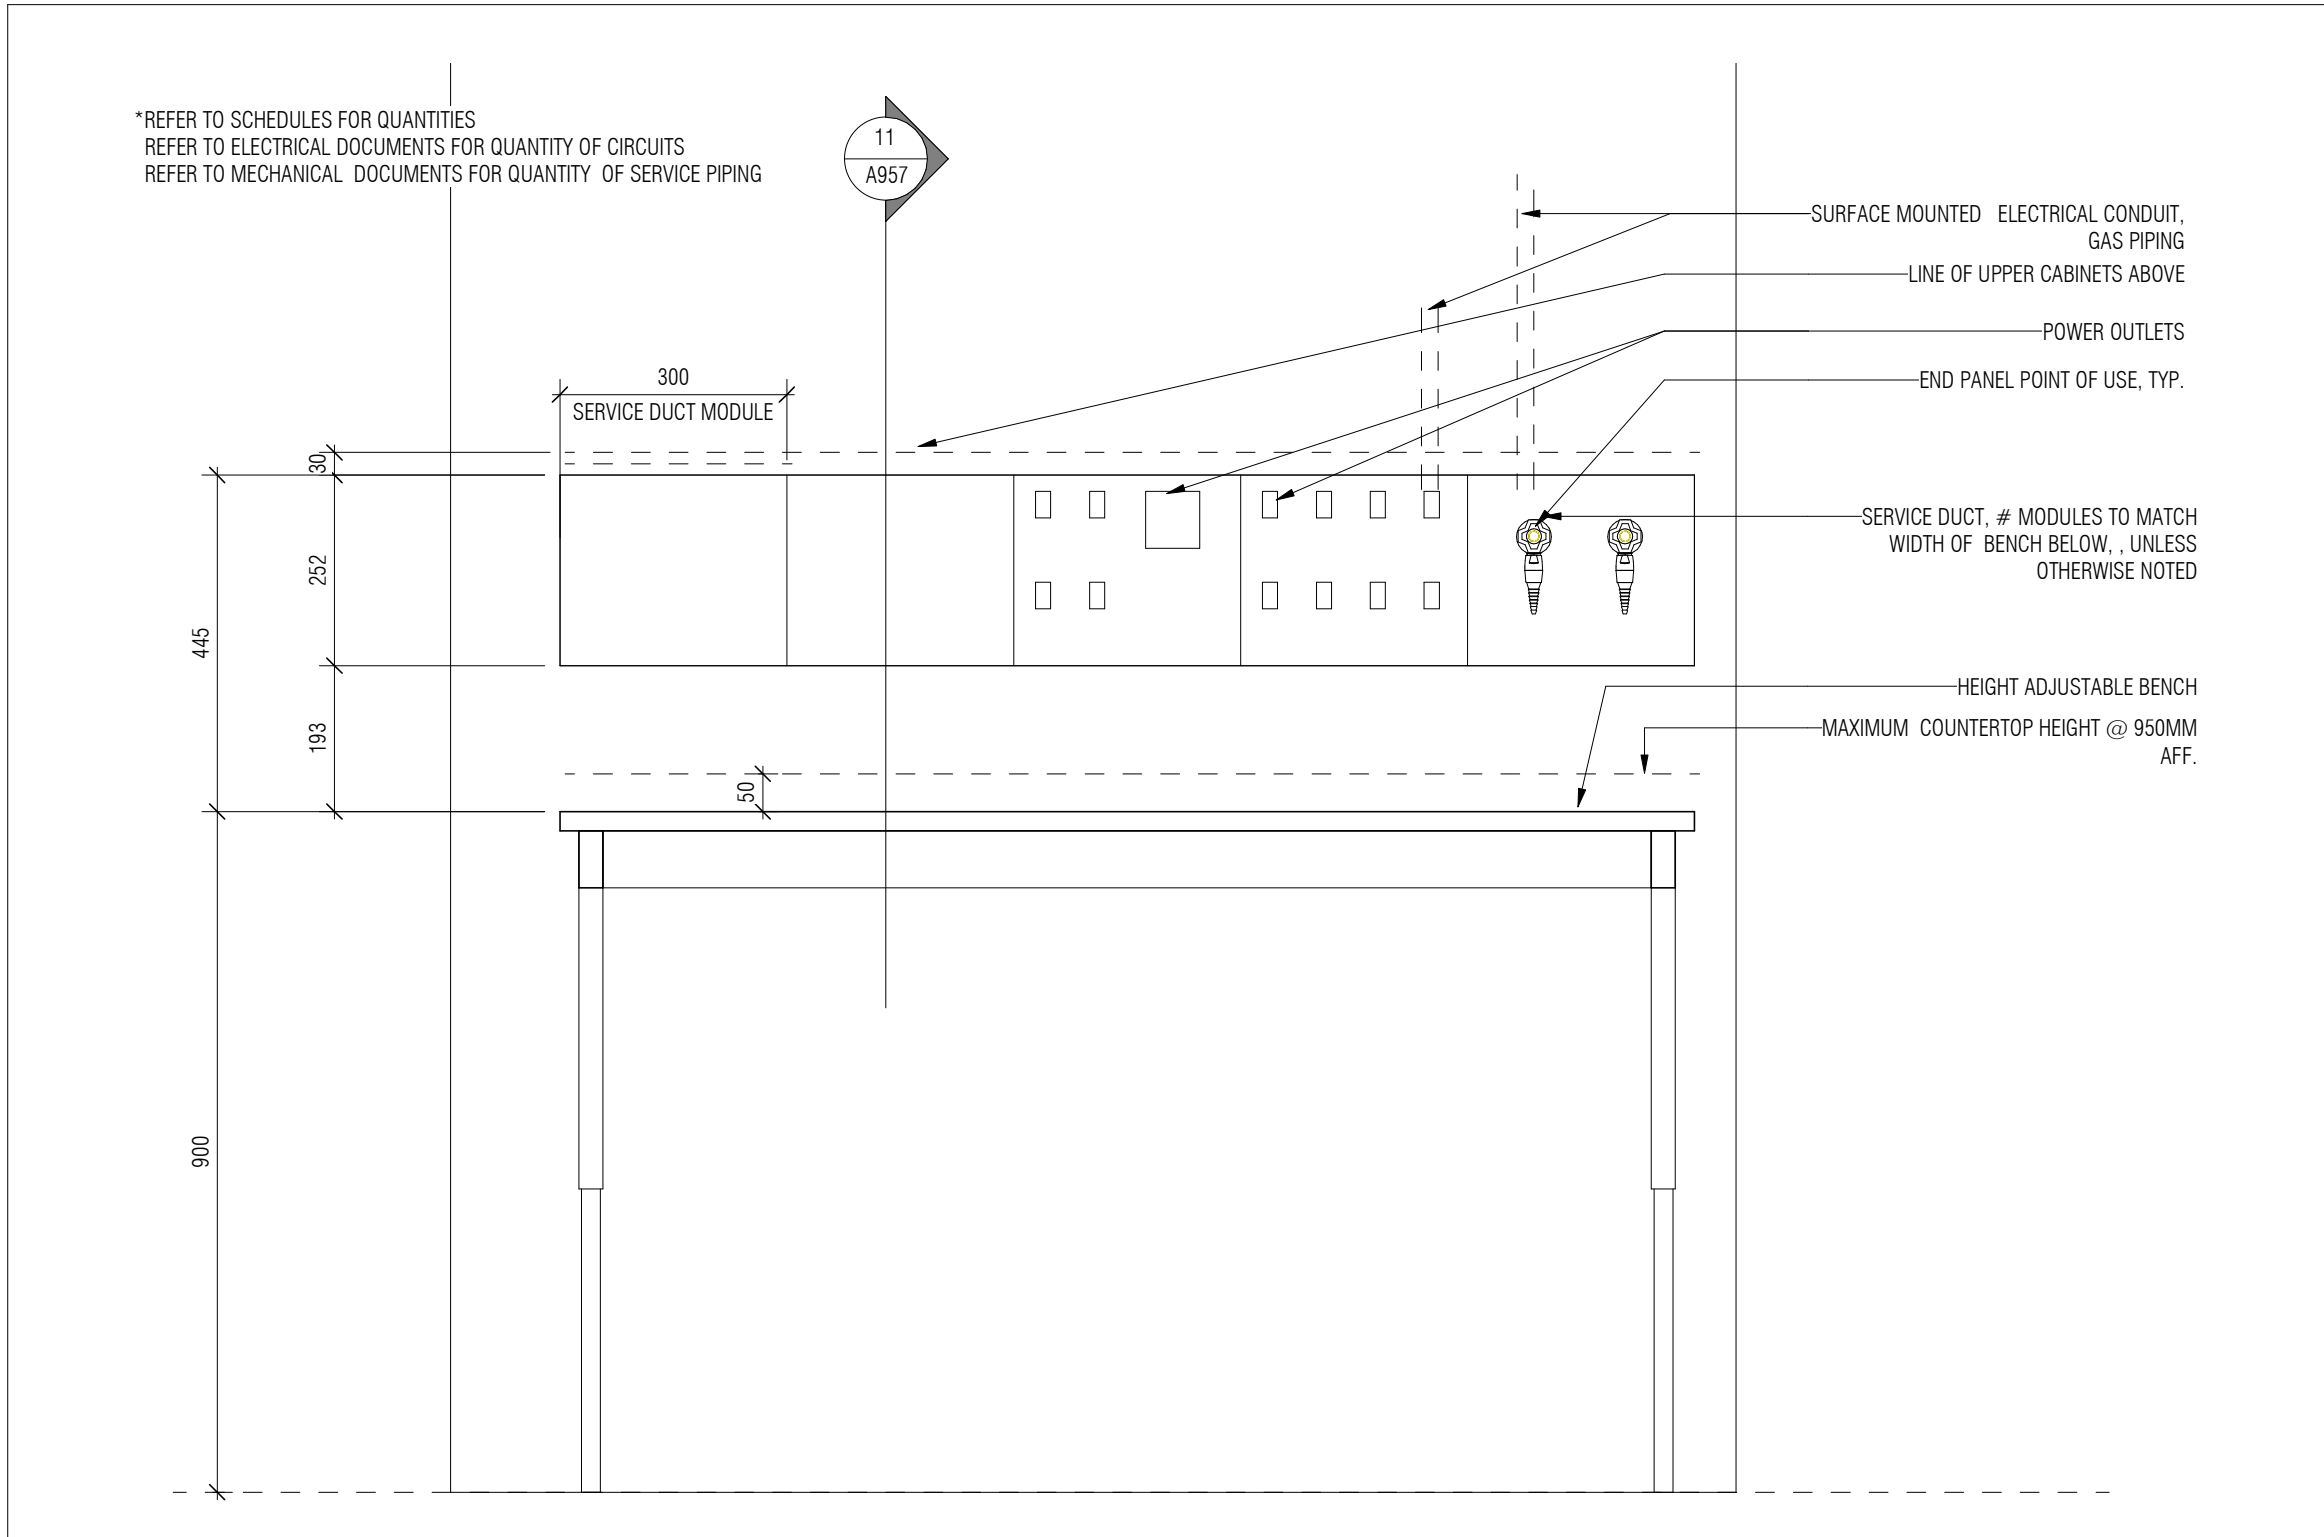 *REFER TO SCHEDULES FOR QUANTITIES
REFER TO ELECTRICAL DOCUMENTS FOR QUANTITY OF CIRCUITS
REFER TO MECHANICAL DOCUMENTS FOR QUANTITY OF SERVICE PIPING
11
A957
SURFACE MOUNTED ELECTRICAL CONDUIT,
GAS PIPING
LINE OF UPPER CABINETS ABOVE
POWER OUTLETS
END PANEL POINT OF USE, TYP.
300
SERVICE DUCT MODULE
30
252
445
193
SERVICE DUCT, # MODULES TO MATCH
WIDTH OF BENCH BELOW, , UNLESS
OTHERWISE NOTED
HEIGHT ADJUSTABLE BENCH
MAXIMUM COUNTERTOP HEIGHT @ 950MM
AFF.
50
900